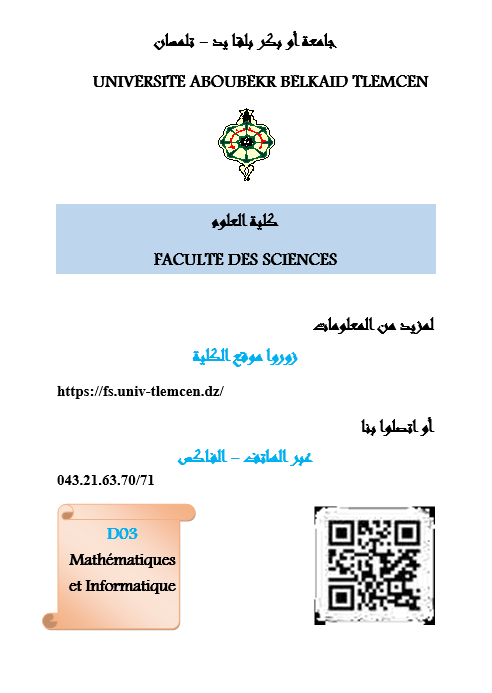 جامعة أبو بكر بلقا يد – تلمسان
UNIVERSITE ABOUBEKR BELKAID TLEMCEN
كلية العلوم
FACULTE DES SCIENCES
لمزيد من المعلومات
زوروا موقع الكلية
https://fs.univ-tlemcen.dz/
أو اتصلوا بنا
عبر الهاتف – الفاكس
043.21.63.70/71
D03
Mathématiques
et Informatique